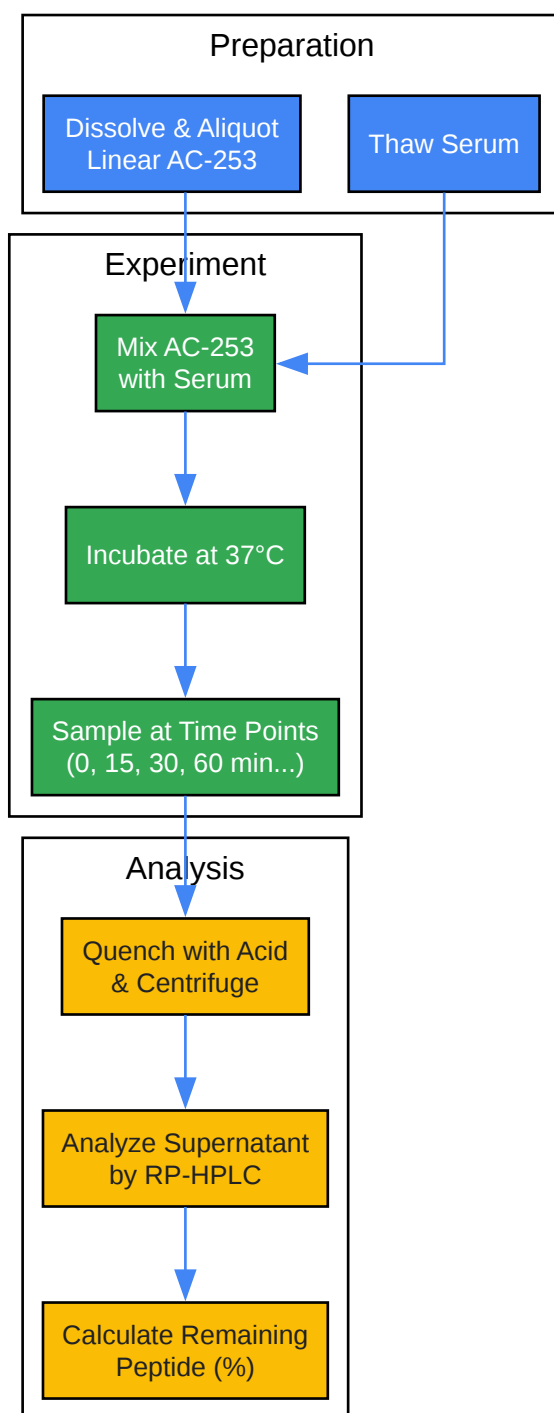 Preparation
Dissolve & Aliquot
Linear AC-253
Thaw Serum
Experiment
Mix AC-253
with Serum
Incubate at 37°C
Sample at Time Points
(0, 15, 30, 60 min...)
Analysis
Quench with Acid
& Centrifuge
Analyze Supernatant
by RP-HPLC
Calculate Remaining
Peptide (%)